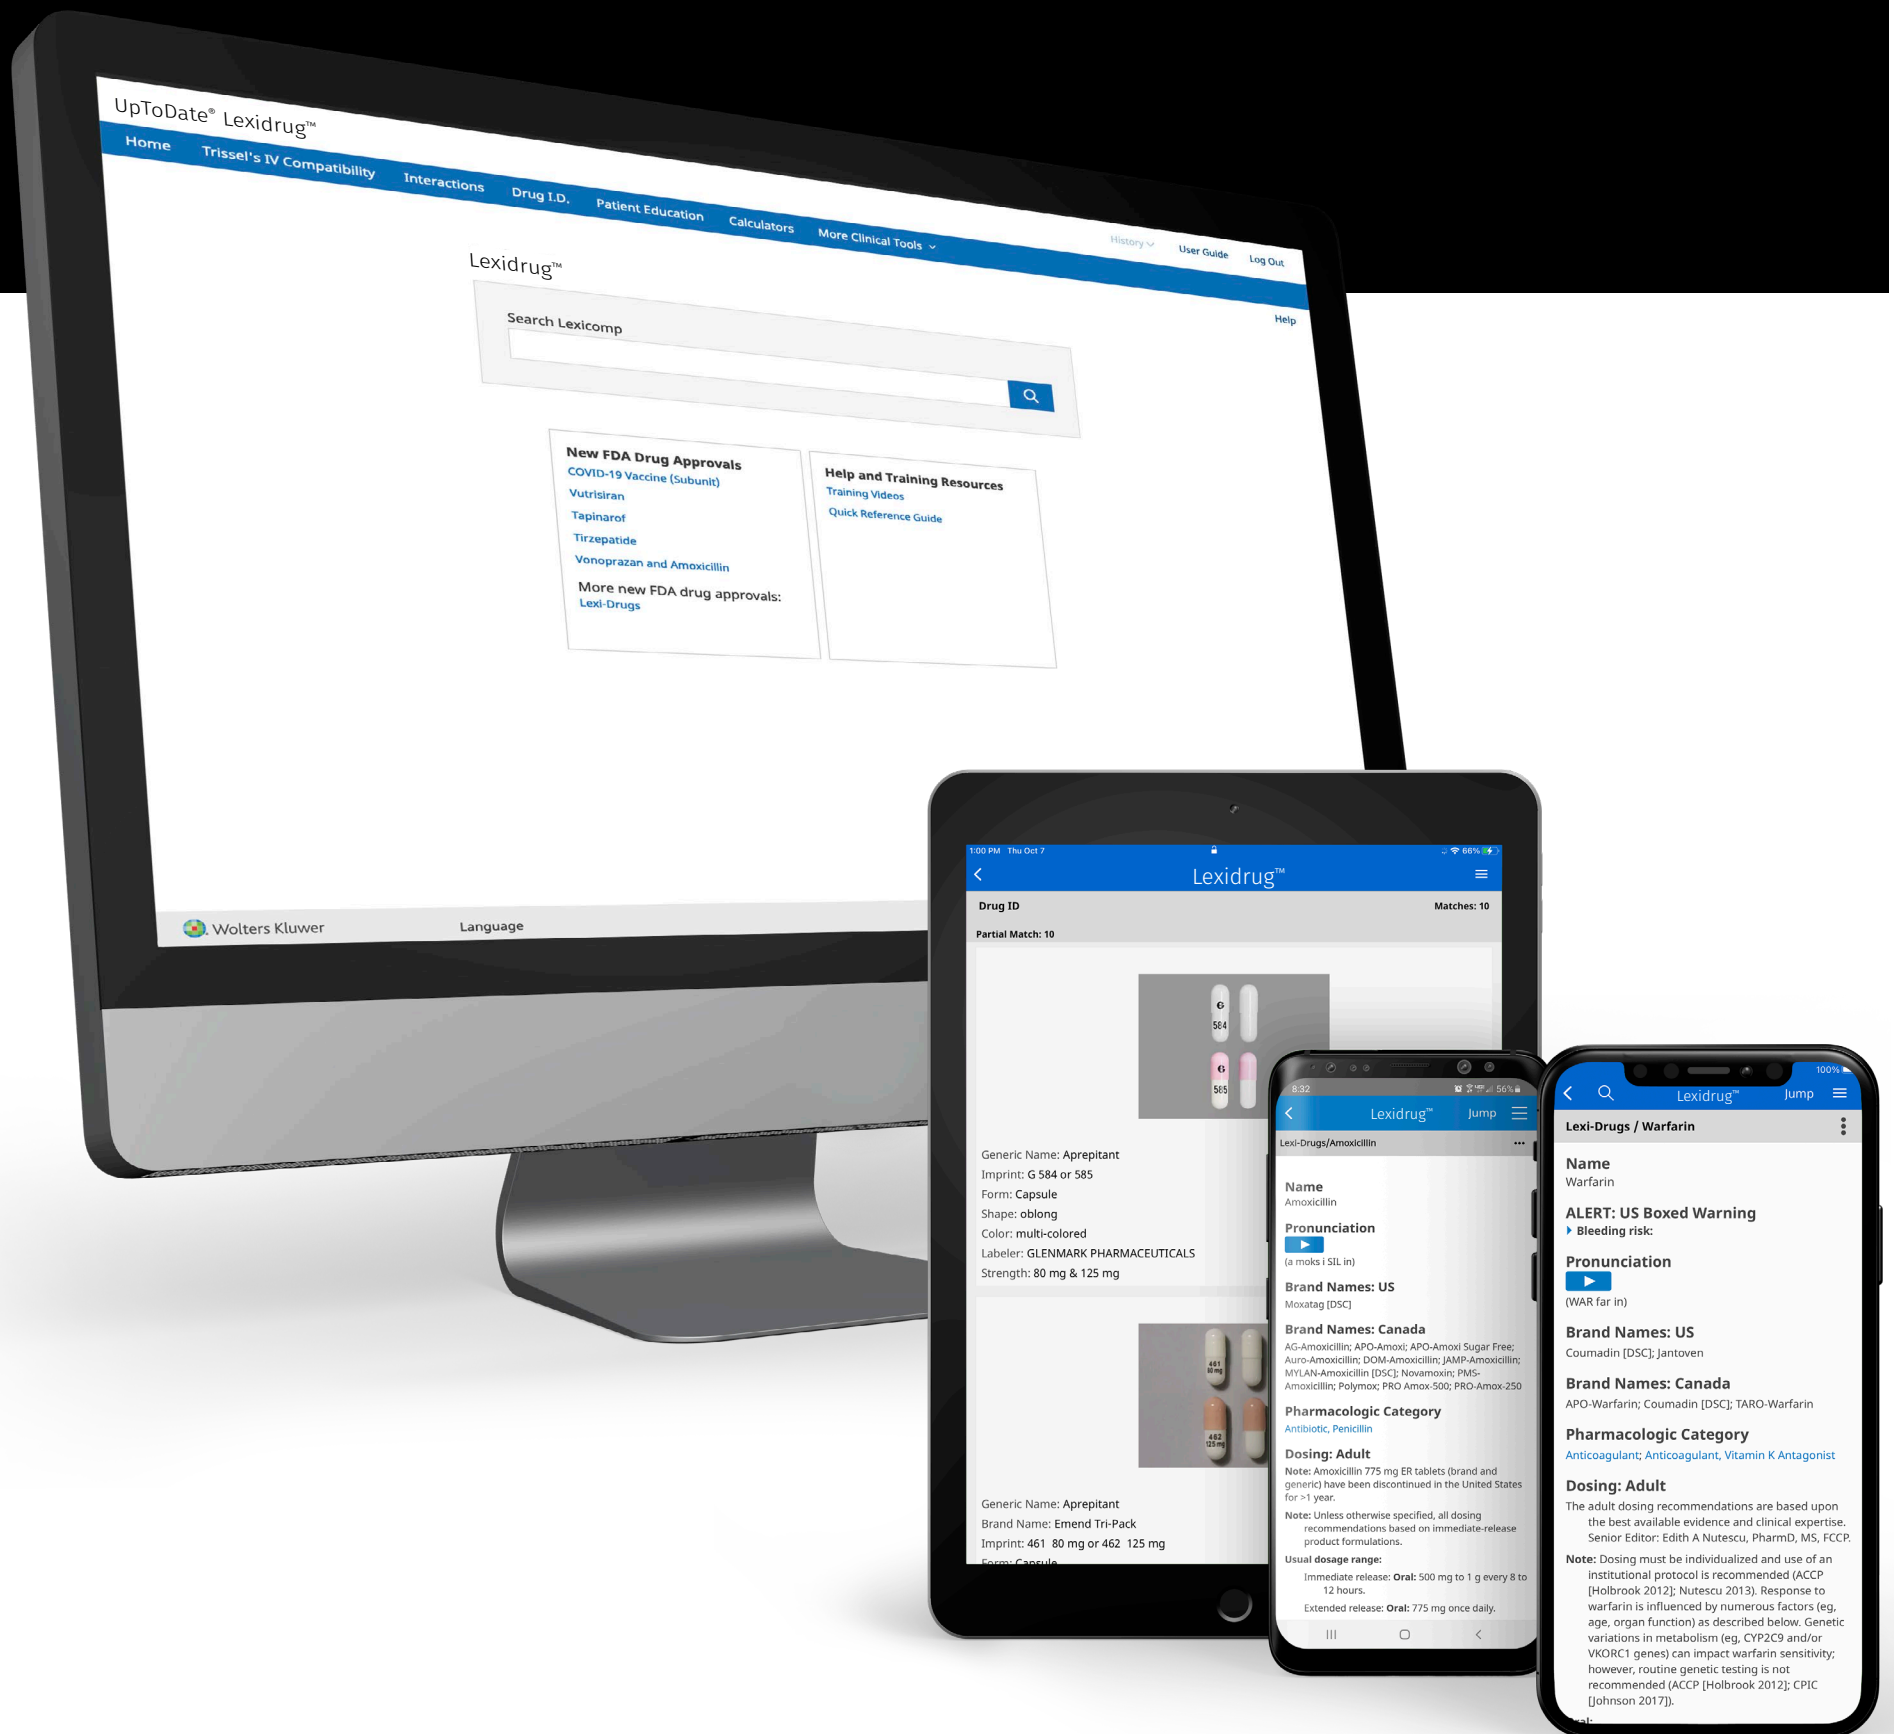 UpToDate® Lexidrug™
Home Trissel's IV Compatibility Interactions Drug I.D. Patient Education Calculators More Clinical Tools
History User Guide Log Out
Help
Lexidrug™
Search Lexicomp
New FDA Drug Approvals
COVID-19 Vaccine (Subunit)
Vutrisiran
Tapinarof
Tirzepatide
Vonoprazan and Amoxicillin
More new FDA drug approvals:
Lexi-Drugs
Help and Training Resources
Training Videos
Quick Reference Guide
Wolters Kluwer
Language
1:00 PM Thu Oct 7
66%
Lexidrug™
Drug ID
Matches: 10
Partial Match: 10
G
584
G
585
Generic Name: Aprepitant
Imprint: G 584 or 585
Form: Capsule
Shape: oblong
Color: multi-colored
Labeler: GLENMARK PHARMACEUTICALS
Strength: 80 mg & 125 mg
461
80 mg
462
125 mg
Generic Name: Aprepitant
Brand Name: Emend Tri-Pack
Imprint: 461 80 mg or 462 125 mg
Form: Capsule
8:32
56%
Lexidrug™ Jump
Lexi-Drugs/Amoxicillin
Name
Amoxicillin
Pronunciation
(a moks i SIL in)
Brand Names: US
Moxatag [DSC]
Brand Names: Canada
AG-Amoxicillin; APO-Amoxi; APO-Amoxi Sugar Free;
Auro-Amoxicillin; DOM-Amoxicillin; JAMP-Amoxicillin;
MYLAN-Amoxicillin [DSC]; Novamoxin; PMS-
Amoxicillin; Polymox; PRO Amox-500; PRO-Amox-250
Pharmacologic Category
Antibiotic, Penicillin
Dosing: Adult
Note: Amoxicillin 775 mg ER tablets (brand and
generic) have been discontinued in the United States
for >1 year.
Note: Unless otherwise specified, all dosing
recommendations based on immediate-release
product formulations.
Usual dosage range:
Immediate release: Oral: 500 mg to 1 g every 8 to
12 hours.
Extended release: Oral: 775 mg once daily.
100%
Lexidrug™ Jump
Lexi-Drugs / Warfarin
Name
Warfarin
ALERT: US Boxed Warning
Bleeding risk:
Pronunciation
(WAR far in)
Brand Names: US
Coumadin [DSC]; Jantoven
Brand Names: Canada
APO-Warfarin; Coumadin [DSC]; TARO-Warfarin
Pharmacologic Category
Anticoagulant; Anticoagulant, Vitamin K Antagonist
Dosing: Adult
The adult dosing recommendations are based upon
the best available evidence and clinical expertise.
Senior Editor: Edith A Nutescu, PharmD, MS, FCCP.
Note: Dosing must be individualized and use of an
institutional protocol is recommended (ACCP
[Holbrook 2012]; Nutescu 2013). Response to
warfarin is influenced by numerous factors (eg,
age, organ function) as described below. Genetic
variations in metabolism (eg, CYP2C9 and/or
VKORC1 genes) can impact warfarin sensitivity;
however, routine genetic testing is not
recommended (ACCP [Holbrook 2012]; CPIC
[Johnson 2017]).
Oral: